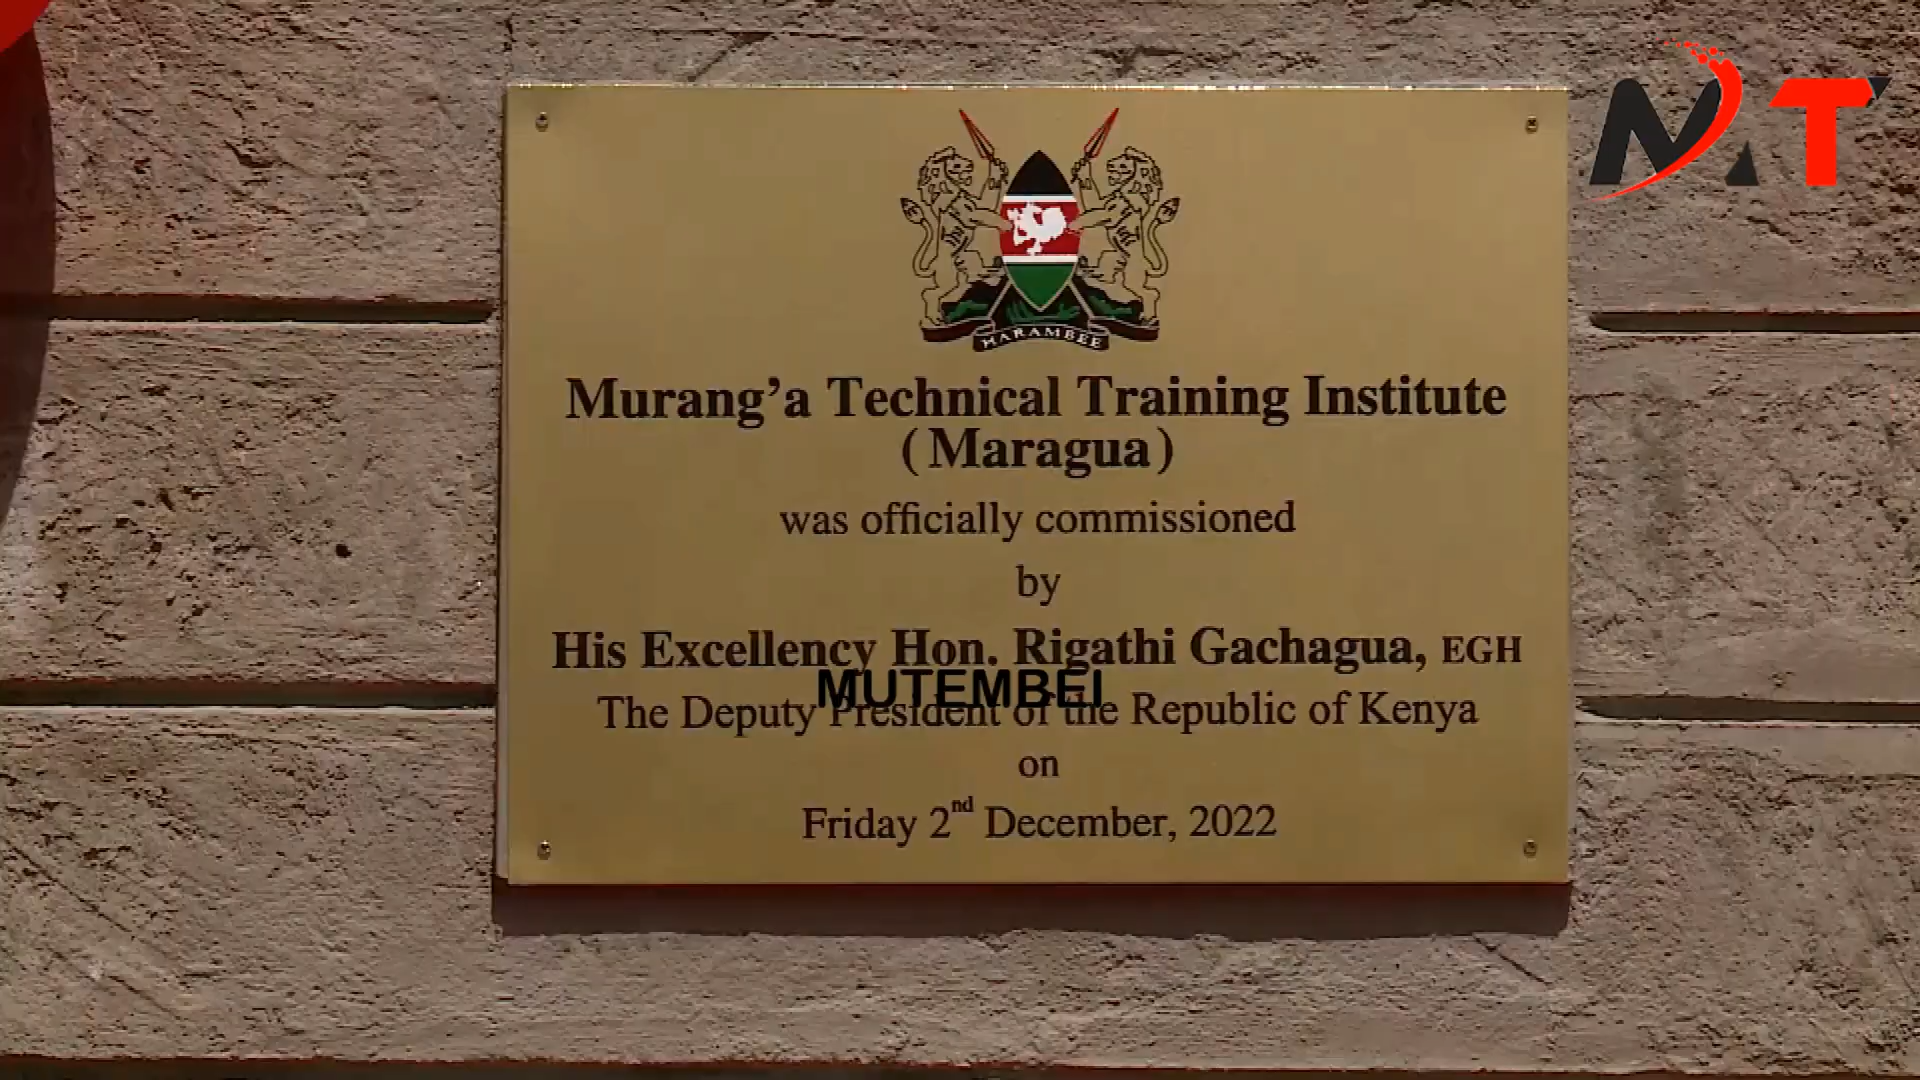 MT
HARAMBEE
Murang’a Technical Training Institute
(Maragua)
was officially commissioned
by
His Excellency Hon. Rigathi Gachagua, EGH
MUTEMBEI
The Deputy President of the Republic of Kenya
on
Friday 2nd December, 2022